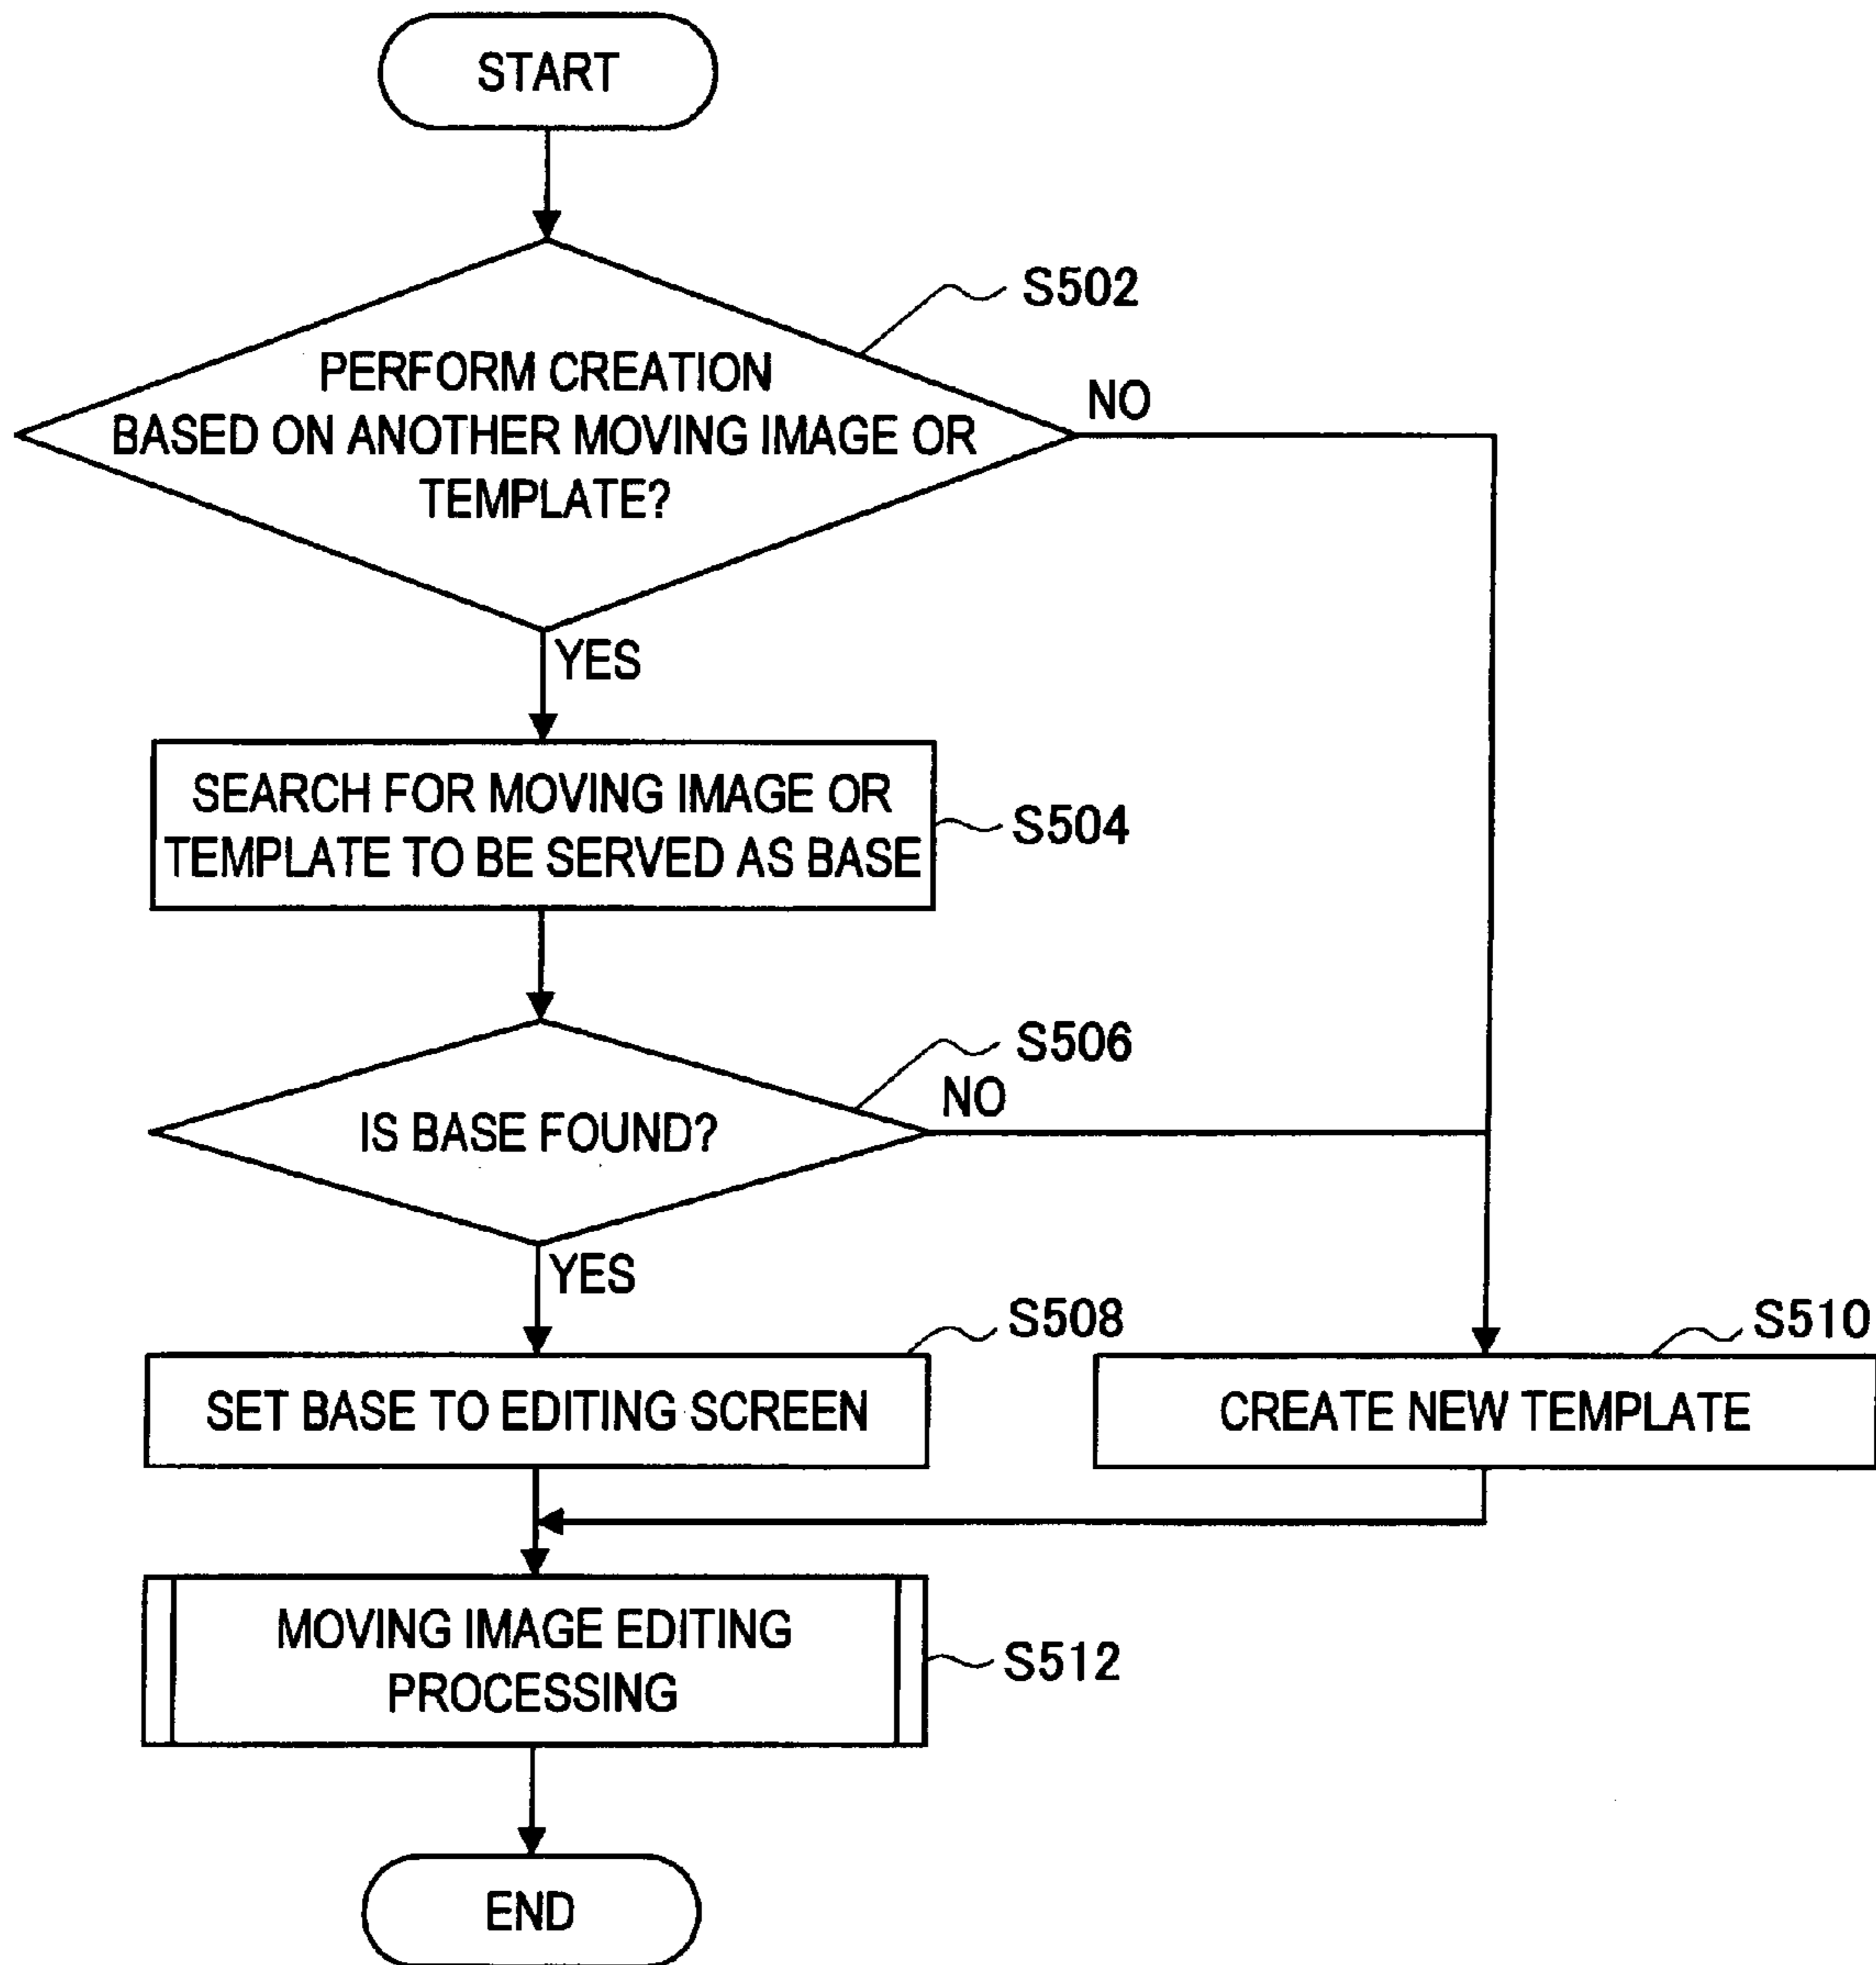 START
S502
PERFORM CREATION
BASED ON ANOTHER MOVING IMAGE OR
TEMPLATE?
NO
YES
SEARCH FOR MOVING IMAGE OR
TEMPLATE TO BE SERVED AS BASE
S504
S506
IS BASE FOUND?
NO
YES
S508
SET BASE TO EDITING SCREEN
S510
CREATE NEW TEMPLATE
MOVING IMAGE EDITING
PROCESSING
S512
END